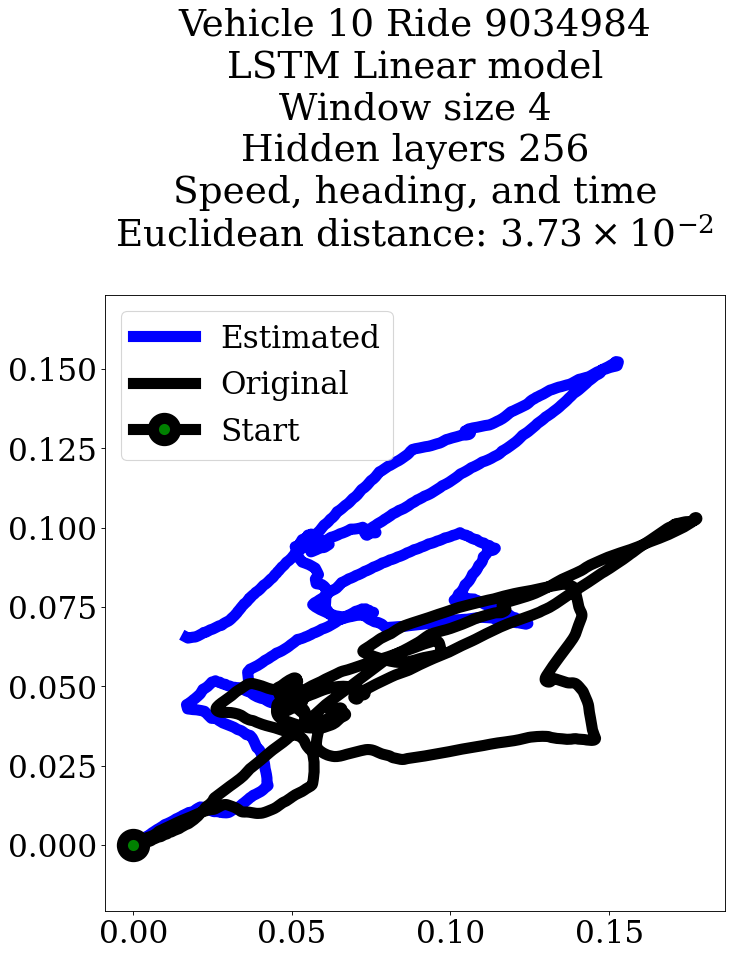 Vehicle 10 Ride 9034984
LSTM Linear model
Window size 4
Hidden layers 256
Speed, heading, and time
Euclidean distance: 3.73 × 10⁻²
Estimated
Original
Start
0.150
0.125
0.100
0.075
0.050
0.025
0.000
0.00 0.05 0.10 0.15